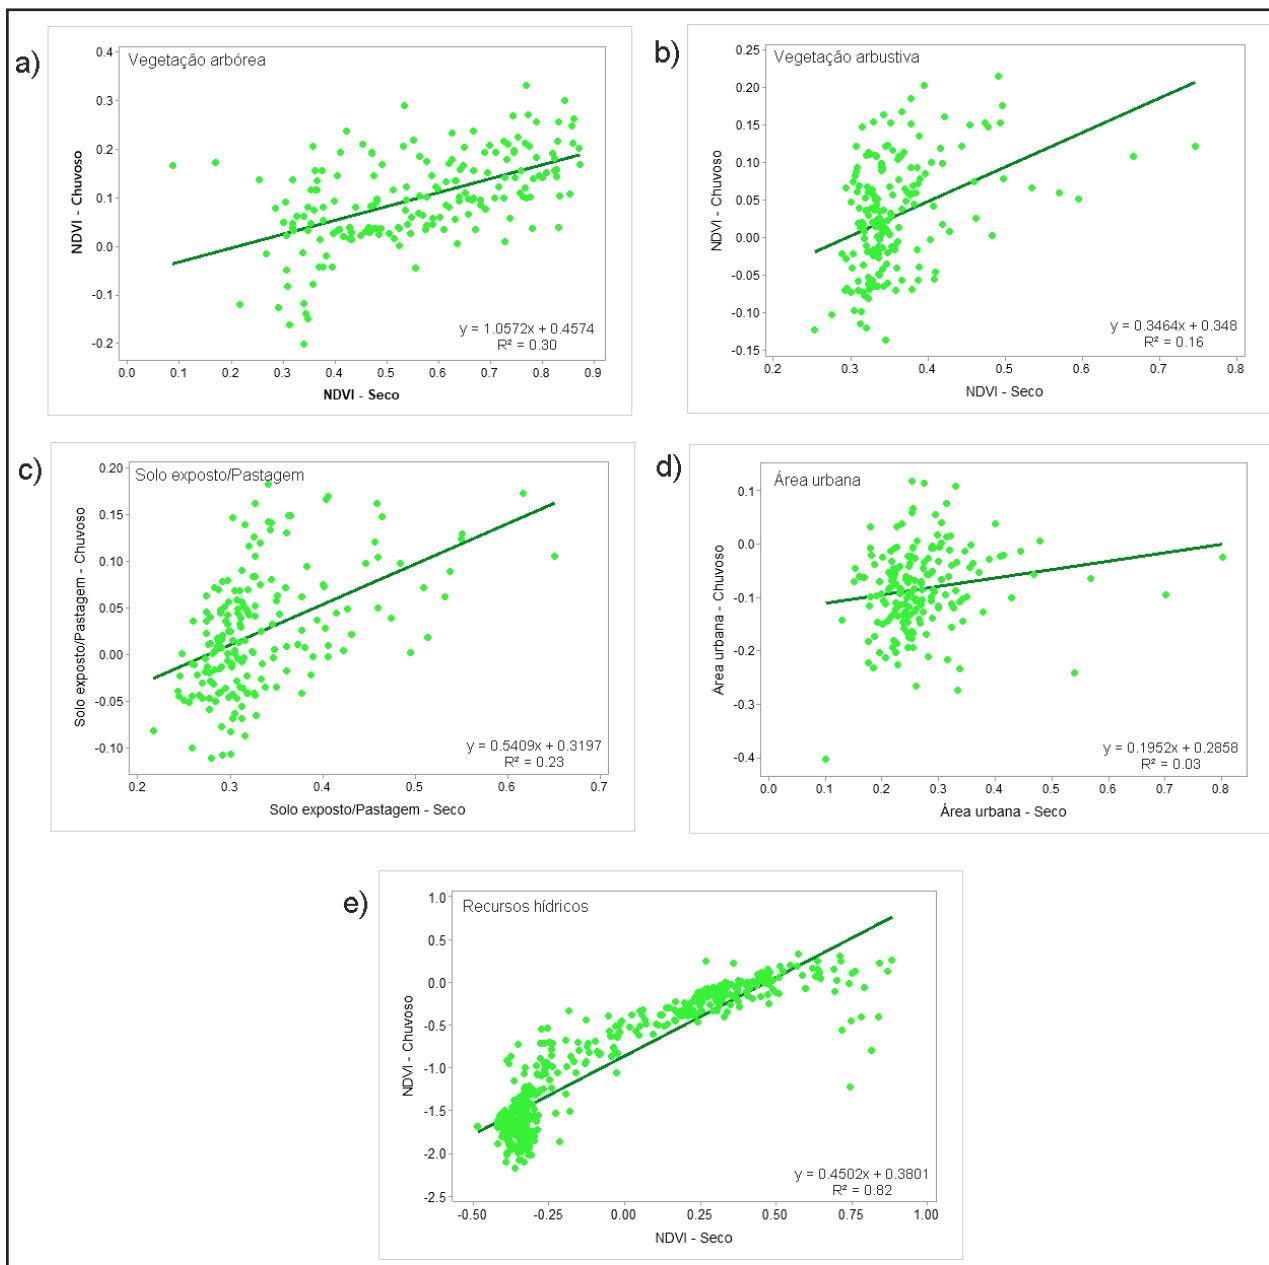 a)
Vegetação arbórea
NDVI - Chuvoso
0.4
0.3
0.2
0.1
0.0
-0.1
-0.2
y = 1.0572x + 0.4574
R² = 0.30
0.0 0.1 0.2 0.3 0.4 0.5 0.6 0.7 0.8 0.9
NDVI - Seco
b)
Vegetação arbustiva
NDVI - Chuvoso
0.25
0.20
0.15
0.10
0.05
0.00
-0.05
-0.10
-0.15
y = 0.3464x + 0.348
R² = 0.16
0.2 0.3 0.4 0.5 0.6 0.7 0.8
NDVI - Seco
c)
Solo exposto/Pastagem
Solo exposto/Pastagem - Chuvoso
0.20
0.15
0.10
0.05
0.00
-0.05
-0.10
y = 0.5409x + 0.3197
R² = 0.23
0.2 0.3 0.4 0.5 0.6 0.7
Solo exposto/Pastagem - Seco
d)
Área urbana
Área urbana - Chuvoso
0.1
0.0
-0.1
-0.2
-0.3
-0.4
y = 0.1952x + 0.2858
R² = 0.03
0.0 0.1 0.2 0.3 0.4 0.5 0.6 0.7 0.8
Área urbana - Seco
e)
Recursos hídricos
NDVI - Chuvoso
1.0
0.5
0.0
-0.5
-1.0
-1.5
-2.0
-2.5
y = 0.4502x + 0.3801
R² = 0.82
-0.50 -0.25 0.00 0.25 0.50 0.75 1.00
NDVI - Seco